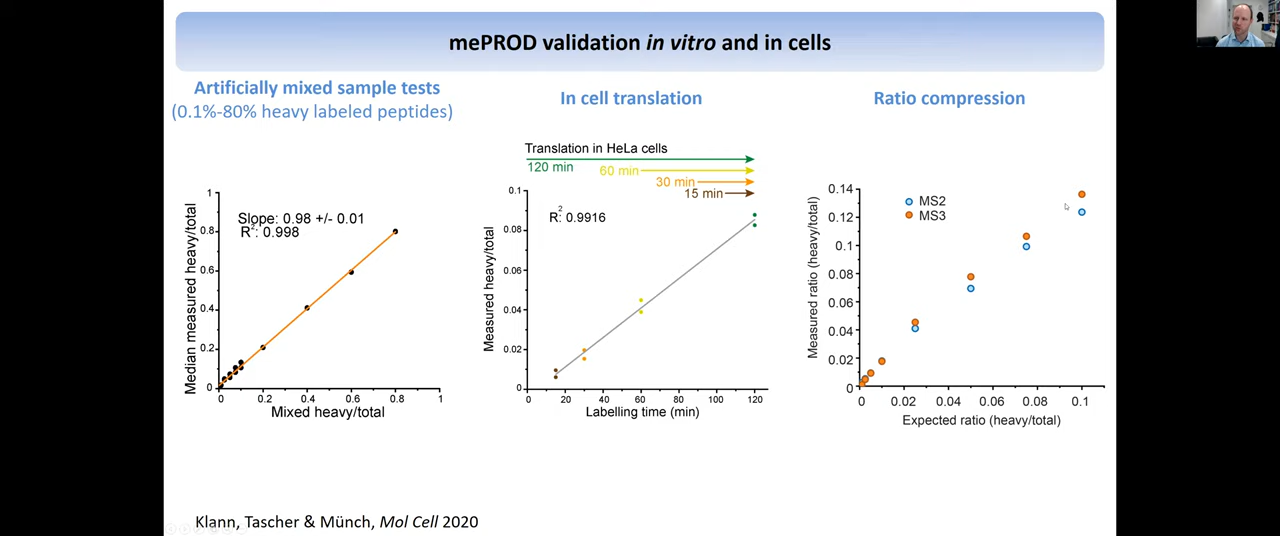 mePROD validation in vitro and in cells
Artificially mixed sample tests
(0.1%-80% heavy labeled peptides)
Slope: 0.98 +/- 0.01
R²: 0.998
Median measured heavy/total
1
0.8
0.6
0.4
0.2
0
0
0.2
0.4
0.6
0.8
1
Mixed heavy/total
In cell translation
Translation in HeLa cells
120 min
60 min
30 min
15 min
R²: 0.9916
Measured heavy/total
0.1
0.08
0.06
0.04
0.02
0
0
20
40
60
80
100
120
Labelling time (min)
Ratio compression
MS2
MS3
Measured ratio (heavy/total)
0.14
0.12
0.1
0.08
0.06
0.04
0.02
0
0
0.02
0.04
0.06
0.08
0.1
Expected ratio (heavy/total)
Klann, Tascher & Münch, Mol Cell 2020